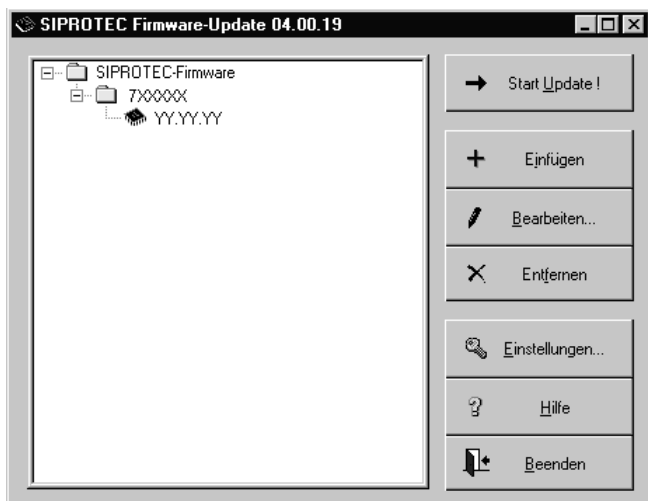 SIPROTEC Firmware-Update 04.00.19
SIPROTEC-Firmware
7XXXXX
YY.YY.YY
Start Update !
Einfügen
Bearbeiten...
Entfernen
Einstellungen...
Hilfe
Beenden